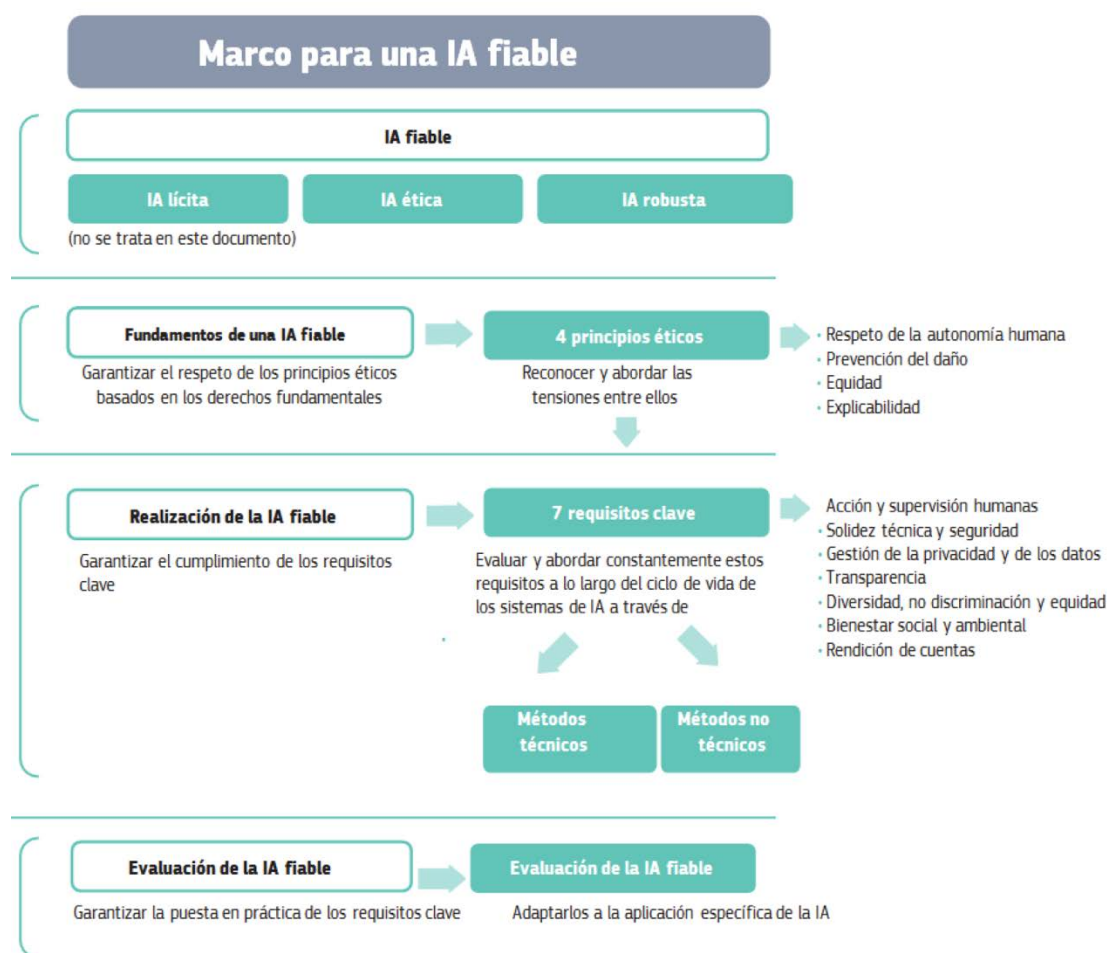 Marco para una IA fiable
IA fiable
IA lícita
IA ética
IA robusta
(no se trata en este documento)
Fundamentos de una IA fiable
Garantizar el respeto de los principios éticos
basados en los derechos fundamentales
4 principios éticos
Reconocer y abordar las
tensiones entre ellos
· Respeto de la autonomía humana
· Prevención del daño
· Equidad
· Explicabilidad
Realización de la IA fiable
Garantizar el cumplimiento de los requisitos
clave
7 requisitos clave
Evaluar y abordar constantemente estos
requisitos a lo largo del ciclo de vida de
los sistemas de IA a través de
Acción y supervisión humanas
· Solidez técnica y seguridad
· Gestión de la privacidad y de los datos
· Transparencia
· Diversidad, no discriminación y equidad
· Bienestar social y ambiental
· Rendición de cuentas
Métodos
técnicos
Métodos no
técnicos
Evaluación de la IA fiable
Garantizar la puesta en práctica de los requisitos clave
Evaluación de la IA fiable
Adaptarlos a la aplicación específica de la IA